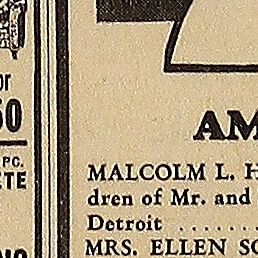 OR
50
PC.
ETE
AM
MALCOLM L. H
dren of Mr. and
Detroit ......
MRS. ELLEN SC